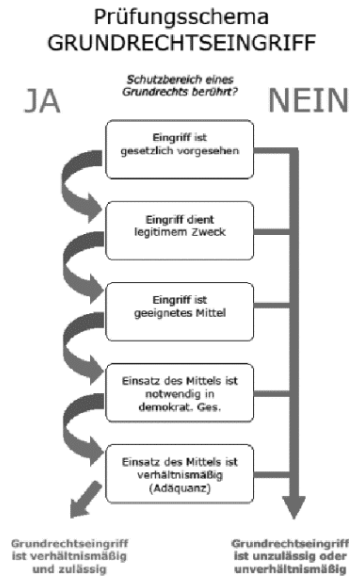 Prüfungsschema
GRUNDRECHTSEINGRIFF
Schutzbereich eines
Grundrechts berührt?
JA
NEIN
Eingriff ist
gesetzlich vorgesehen
Eingriff dient
legitimem Zweck
Eingriff ist
geeignetes Mittel
Einsatz des Mittels ist
notwendig in
demokrat. Ges.
Einsatz des Mittels ist
verhältnismäßig
(Adäquanz)
Grundrechtseingriff
ist verhältnismäßig
und zulässig
Grundrechtseingriff
ist unzulässig oder
unverhältnismäßig